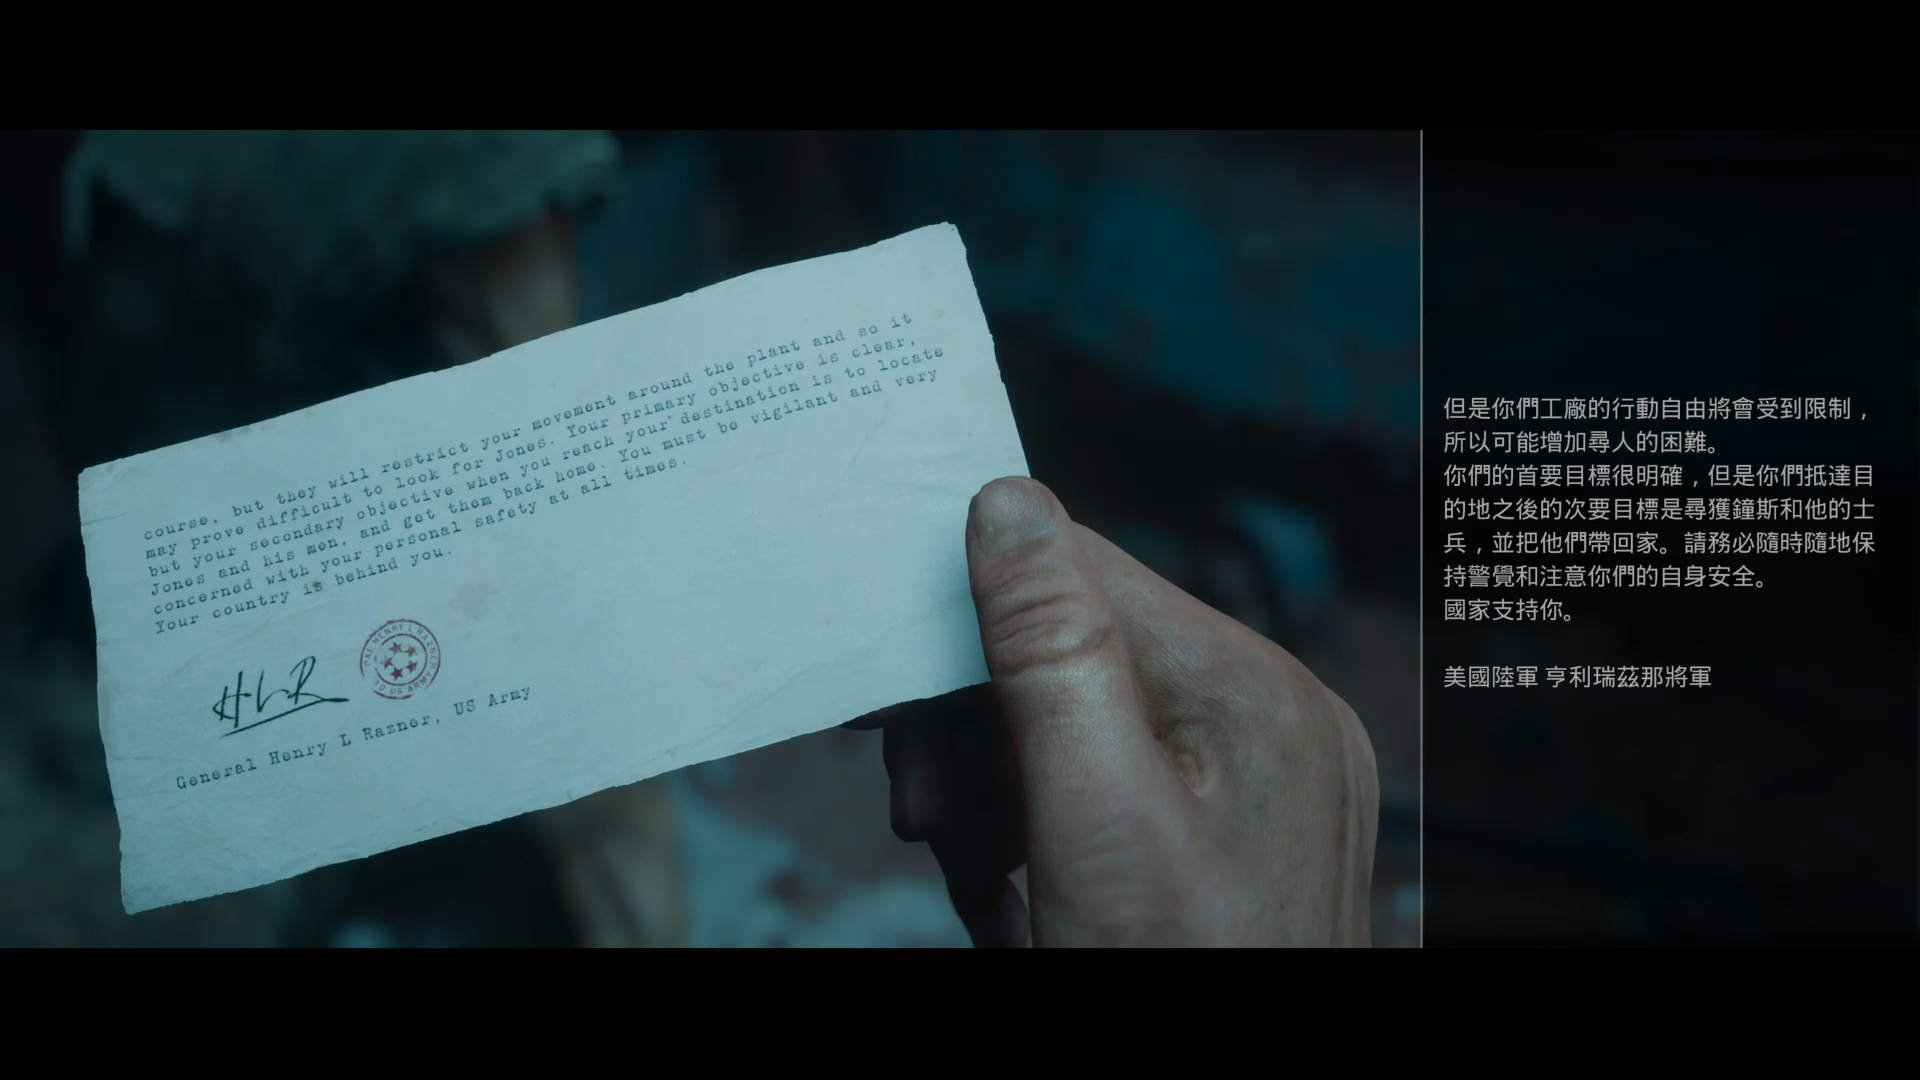 course, but they will restrict your movement around the plant and so it
may prove difficult to look for Jones. Your primary objective is clear,
but your secondary objective when you reach your destination is to locate
Jones and his men, and get them back home. You must be vigilant and very
concerned with your personal safety at all times.
Your country is behind you.
HLR
HENRY L RAZNER
US ARMY
General Henry L Razner, US Army
但是你們工廠的行動自由將會受到限制，
所以可能增加尋人的困難。
你們的首要目標很明確，但是你們抵達目
的地之後的次要目標是尋獲鐘斯和他的士
兵，並把他們帶回家。請務必隨時隨地保
持警覺和注意你們的自身安全。
國家支持你。
美國陸軍 亨利瑞茲那將軍